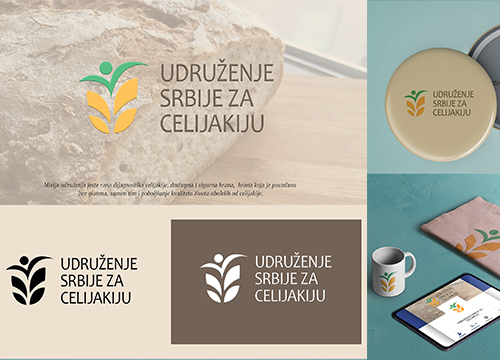 UDRUŽENJE
SRBIJE ZA
CELIJAKIJU
Misija udruženja jeste rana dijagnostika celijakije, dostupna i sigurna hrana, hrana koja je pouzdano
bez glutena, samim tim i poboljšanje kvaliteta života obolelih od celijakije.
UDRUŽENJE
SRBIJE ZA
CELIJAKIJU
UDRUŽENJE
SRBIJE ZA
CELIJAKIJU
UDRUŽENJE
SRBIJE ZA
CELIJAKIJU